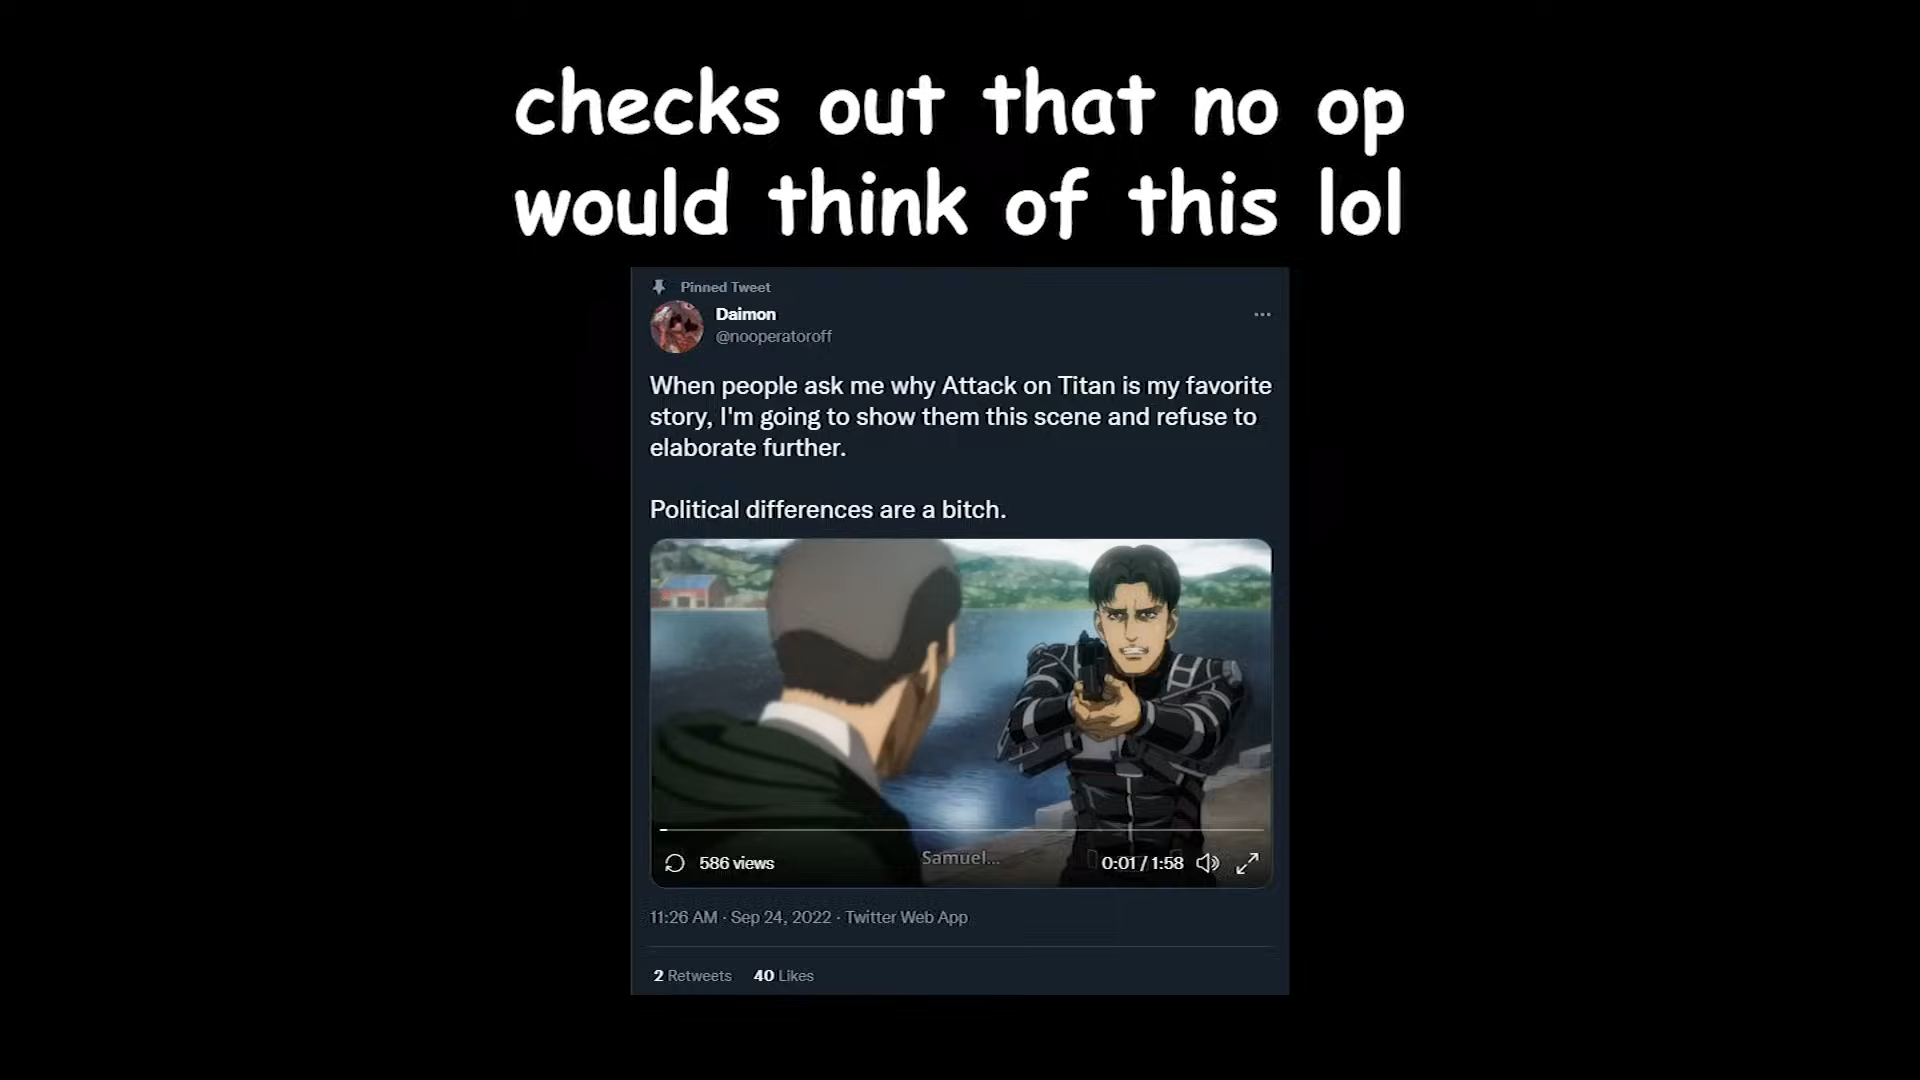 checks out that no op
would think of this lol
Pinned Tweet
Daimon
@nooperatoroff
When people ask me why Attack on Titan is my favorite
story, I'm going to show them this scene and refuse to
elaborate further.
Political differences are a bitch.
Samuel...
586 views
0:01 / 1:58
11:26 AM · Sep 24, 2022 · Twitter Web App
2 Retweets 40 Likes